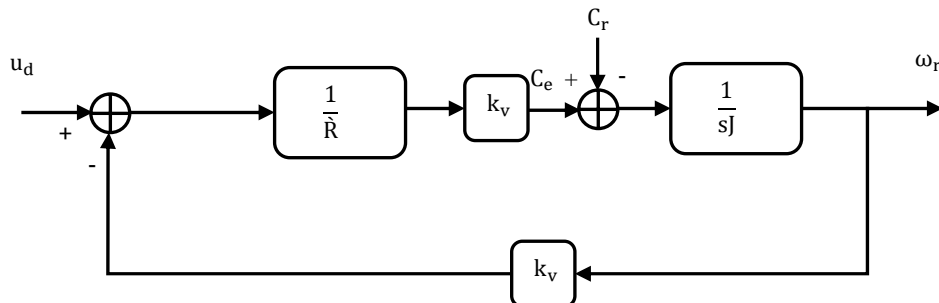 C_r
u_d
ω_r
C_e + -
1
R̀
k_v
1
sJ
+
-
k_v